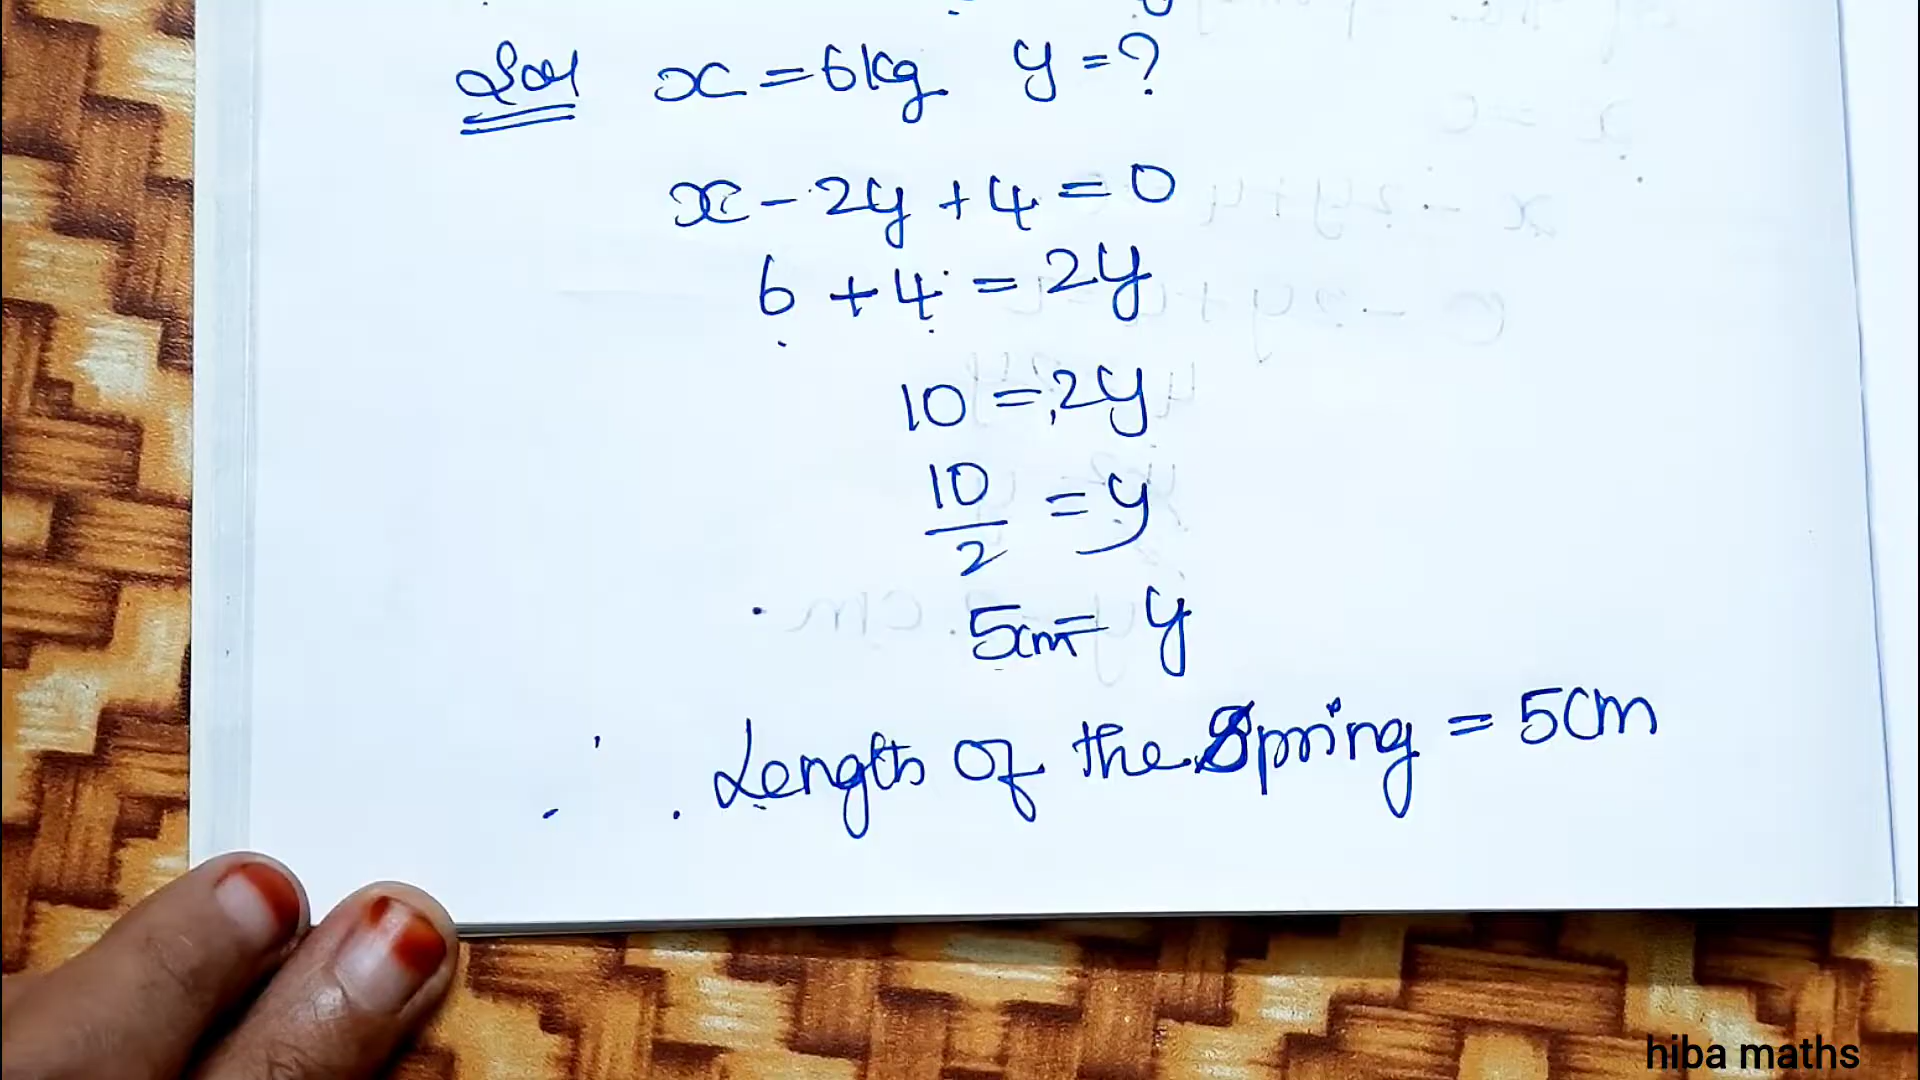 Sol x = 6kg y = ?
x - 2y + 4 = 0
6 + 4 = 2y
10 = 2y
10/2 = y
5cm = y
∴ Length of the Spring = 5cm
hiba maths